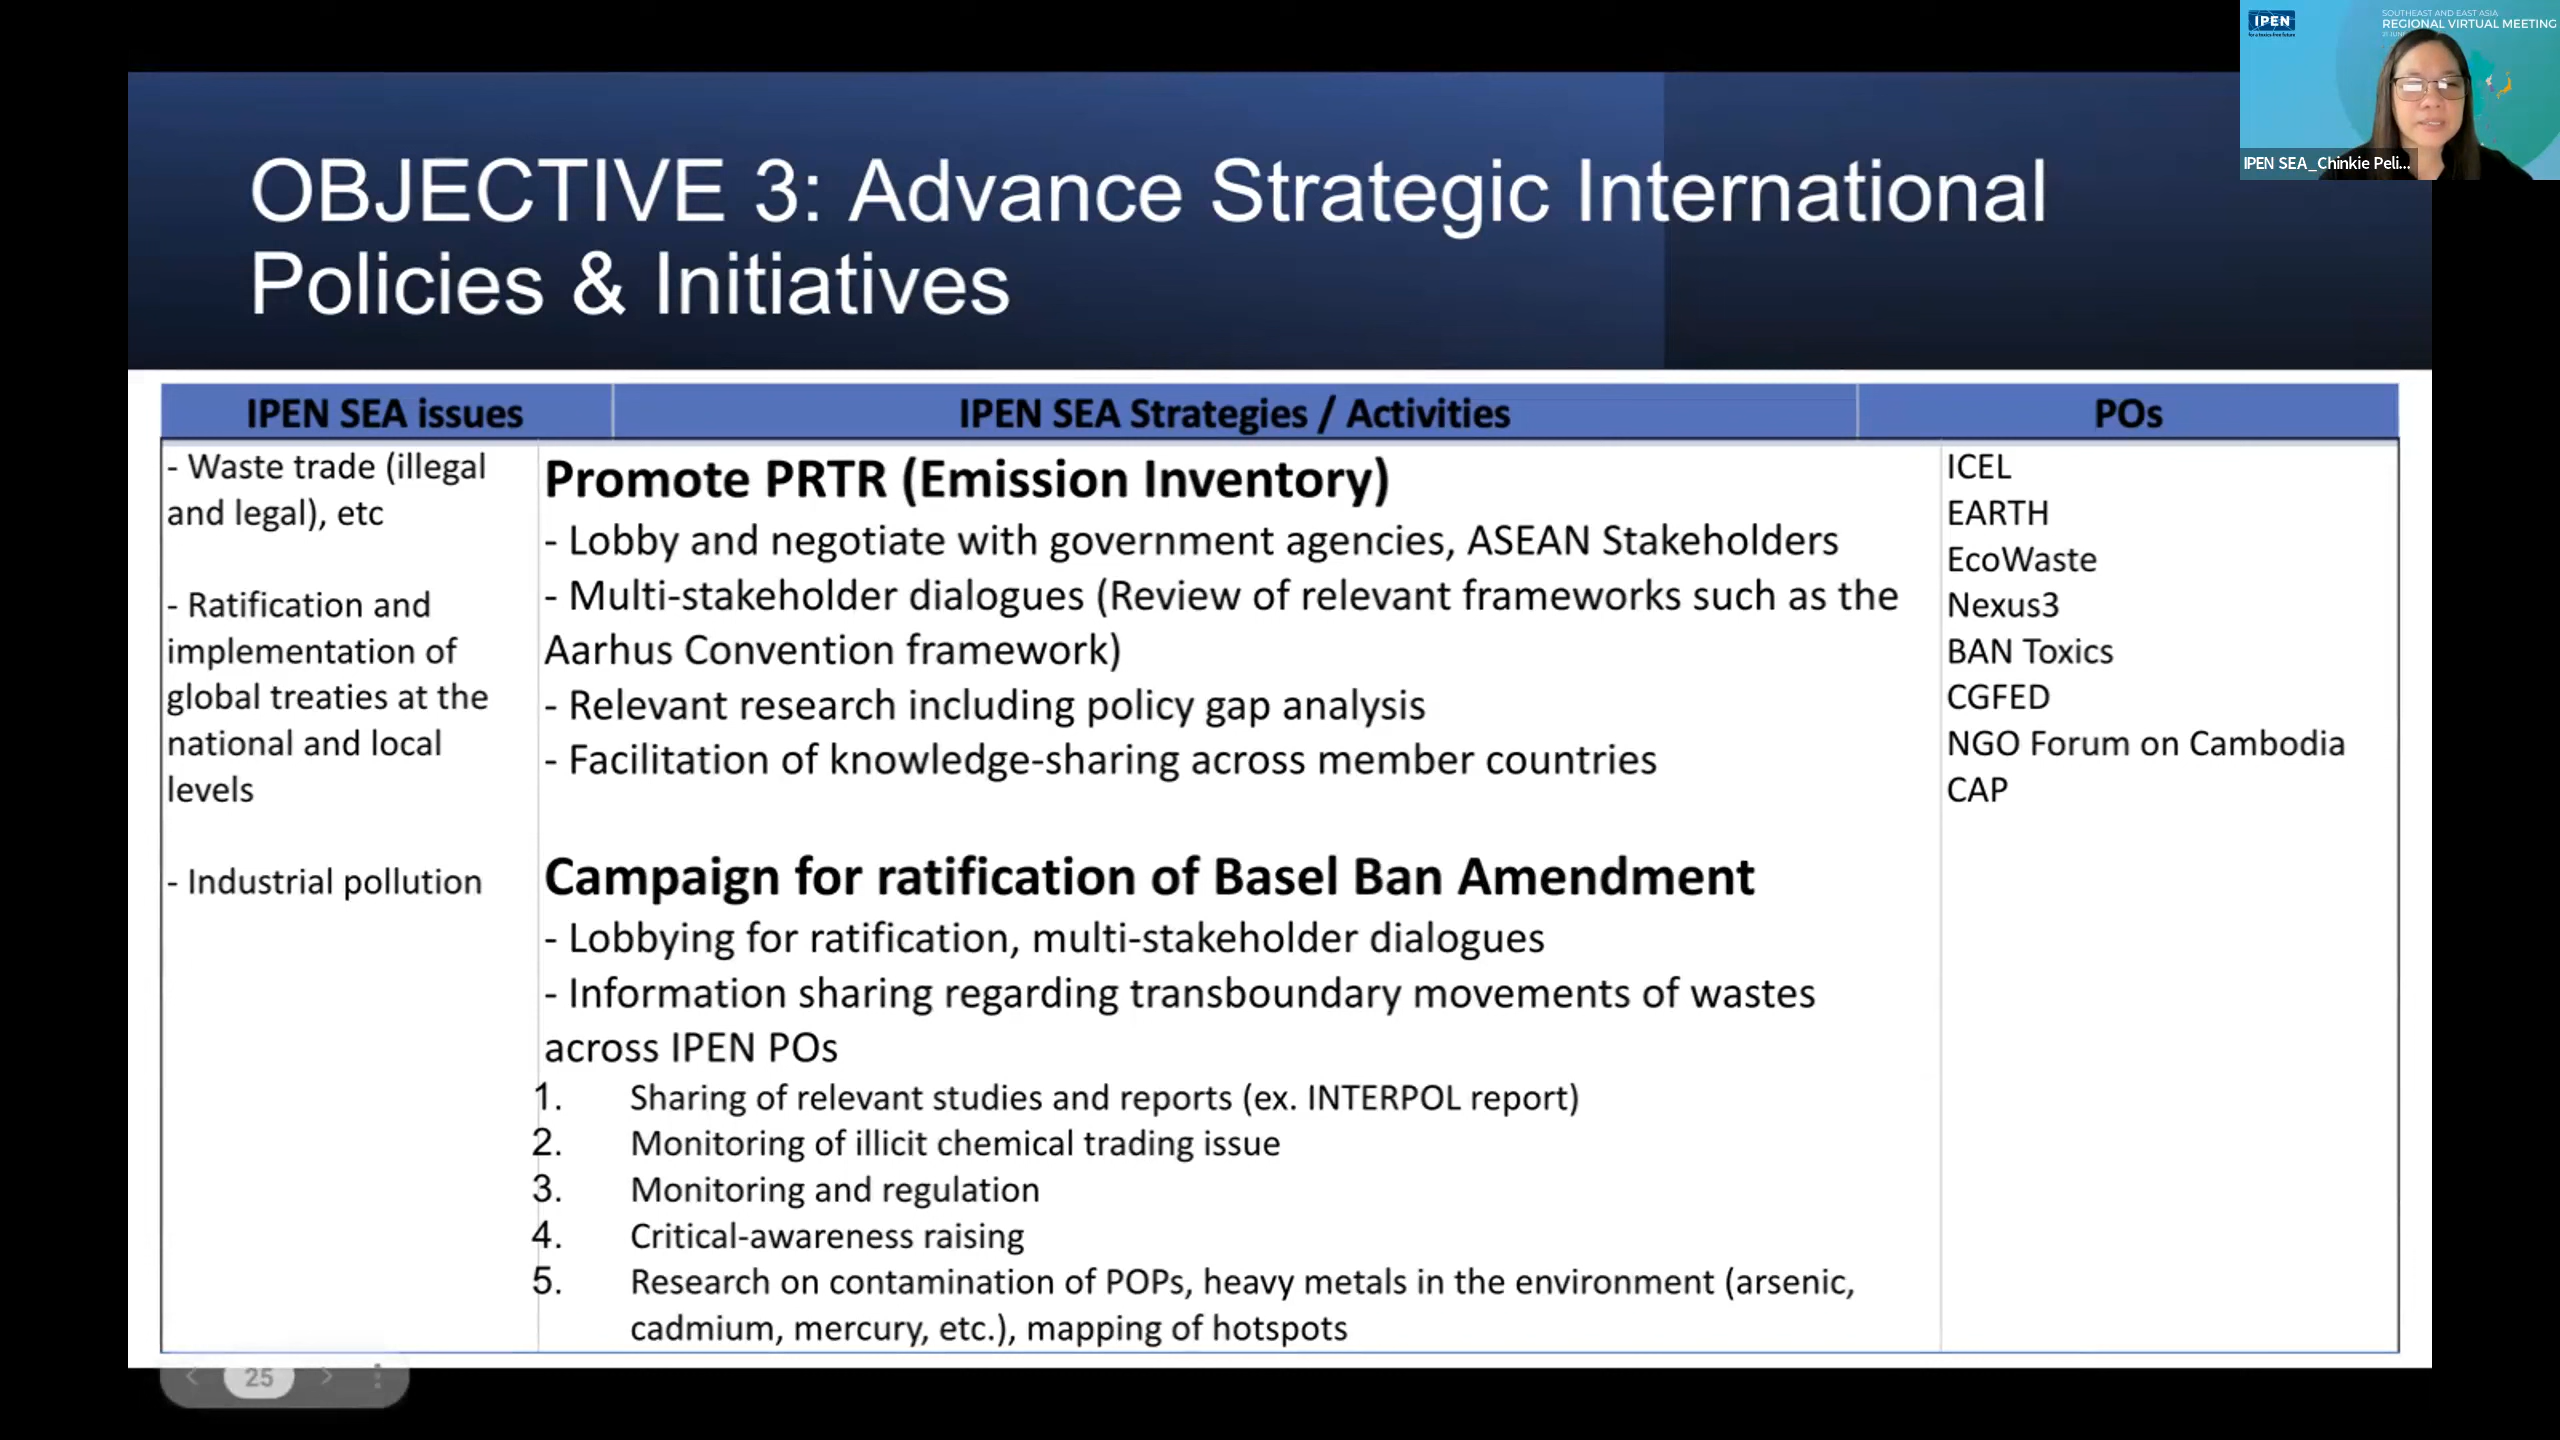 IPEN
for a toxics-free future
SOUTHEAST AND EAST ASIA
REGIONAL VIRTUAL MEETING
IPEN SEA_Chinkie Peli...
OBJECTIVE 3: Advance Strategic International
Policies & Initiatives
IPEN SEA issues
IPEN SEA Strategies / Activities
POs
- Waste trade (illegal
and legal), etc
- Ratification and
implementation of
global treaties at the
national and local
levels
- Industrial pollution
Promote PRTR (Emission Inventory)
- Lobby and negotiate with government agencies, ASEAN Stakeholders
- Multi-stakeholder dialogues (Review of relevant frameworks such as the
Aarhus Convention framework)
- Relevant research including policy gap analysis
- Facilitation of knowledge-sharing across member countries
Campaign for ratification of Basel Ban Amendment
- Lobbying for ratification, multi-stakeholder dialogues
- Information sharing regarding transboundary movements of wastes
across IPEN POs
1. Sharing of relevant studies and reports (ex. INTERPOL report)
2. Monitoring of illicit chemical trading issue
3. Monitoring and regulation
4. Critical-awareness raising
5. Research on contamination of POPs, heavy metals in the environment (arsenic,
cadmium, mercury, etc.), mapping of hotspots
ICEL
EARTH
EcoWaste
Nexus3
BAN Toxics
CGFED
NGO Forum on Cambodia
CAP
25